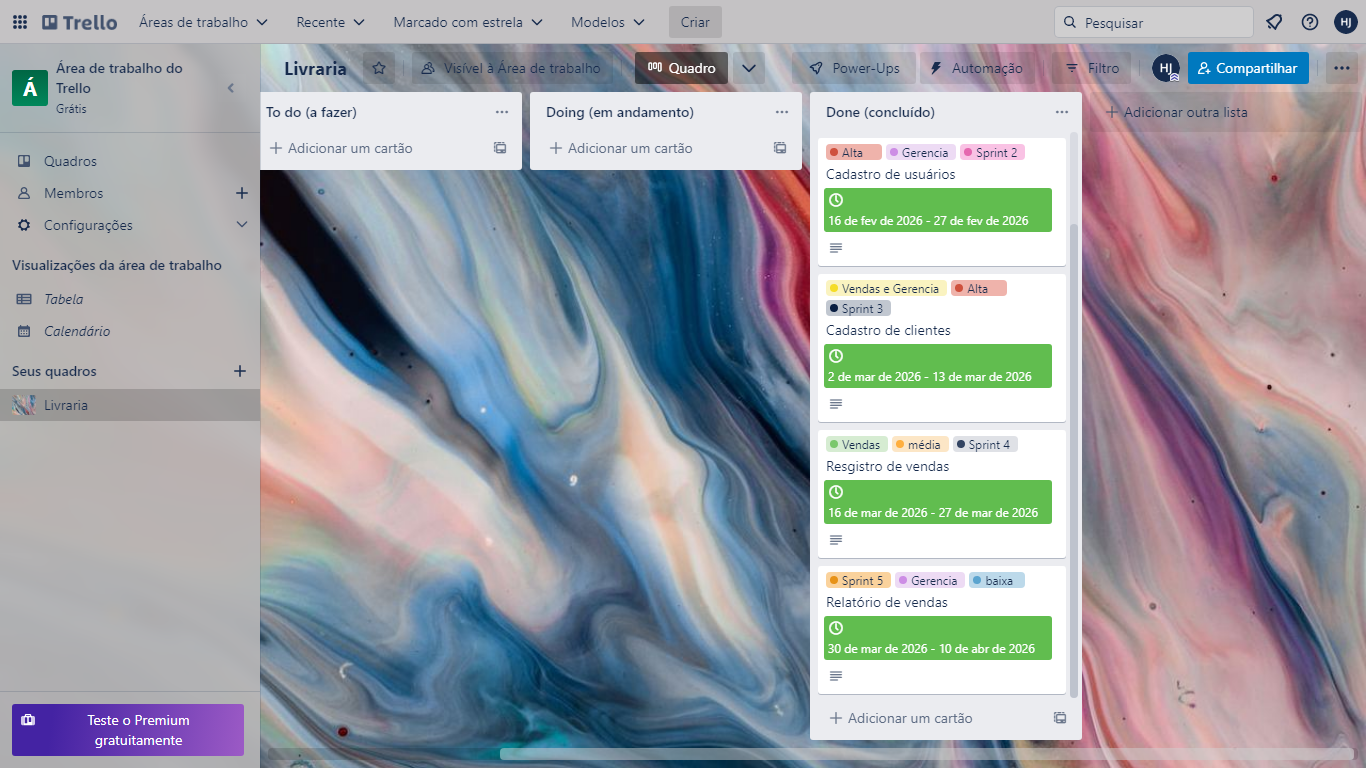 Trello
Áreas de trabalho
Recente
Marcado com estrela
Modelos
Criar
Pesquisar
HJ
Á
Área de trabalho do
Trello
Grátis
Quadros
Membros
Configurações
Visualizações da área de trabalho
Tabela
Calendário
Seus quadros
Livraria
Teste o Premium
gratuitamente
Livraria
Visível à Área de trabalho
Quadro
Power-Ups
Automação
Filtro
HJ
Compartilhar
To do (a fazer)
Adicionar um cartão
Doing (em andamento)
Adicionar um cartão
Done (concluído)
Alta
Gerencia
Sprint 2
Cadastro de usuários
16 de fev de 2026 - 27 de fev de 2026
Vendas e Gerencia
Alta
Sprint 3
Cadastro de clientes
2 de mar de 2026 - 13 de mar de 2026
Vendas
média
Sprint 4
Resgistro de vendas
16 de mar de 2026 - 27 de mar de 2026
Sprint 5
Gerencia
baixa
Relatório de vendas
30 de mar de 2026 - 10 de abr de 2026
Adicionar um cartão
Adicionar outra lista